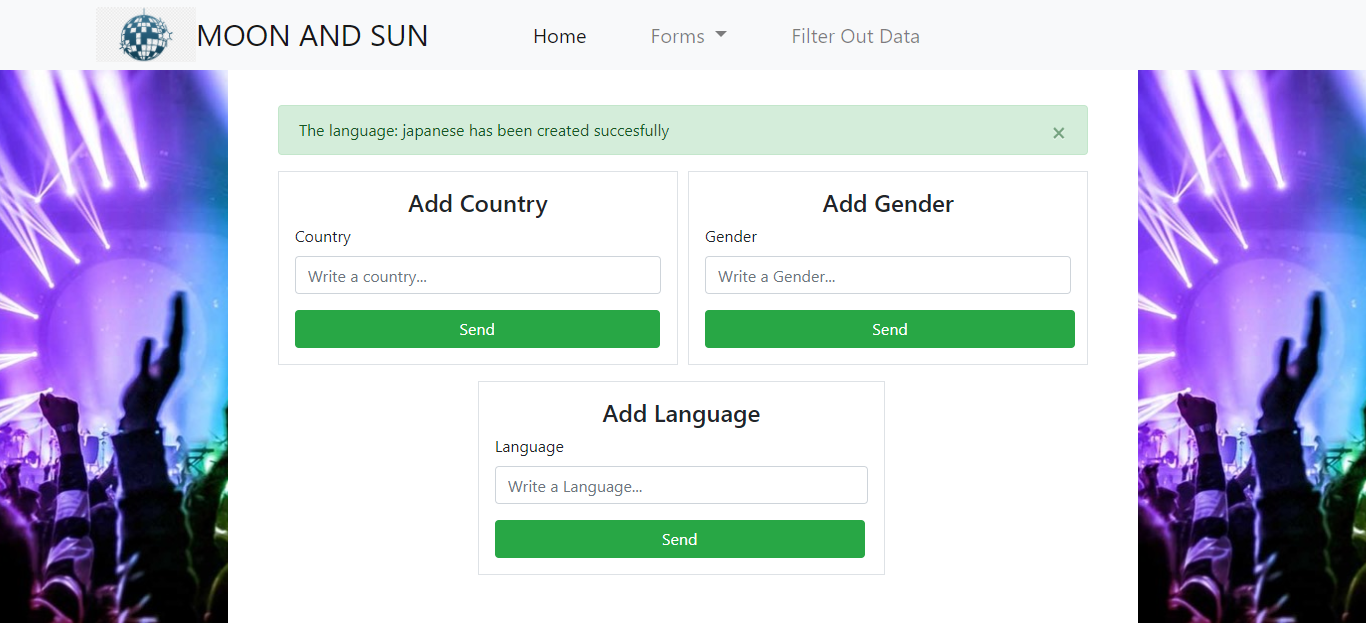 MOON AND SUN
Home
Forms
Filter Out Data
The language: japanese has been created succesfully
×
Add Country
Country
Write a country...
Send
Add Gender
Gender
Write a Gender...
Send
Add Language
Language
Write a Language...
Send